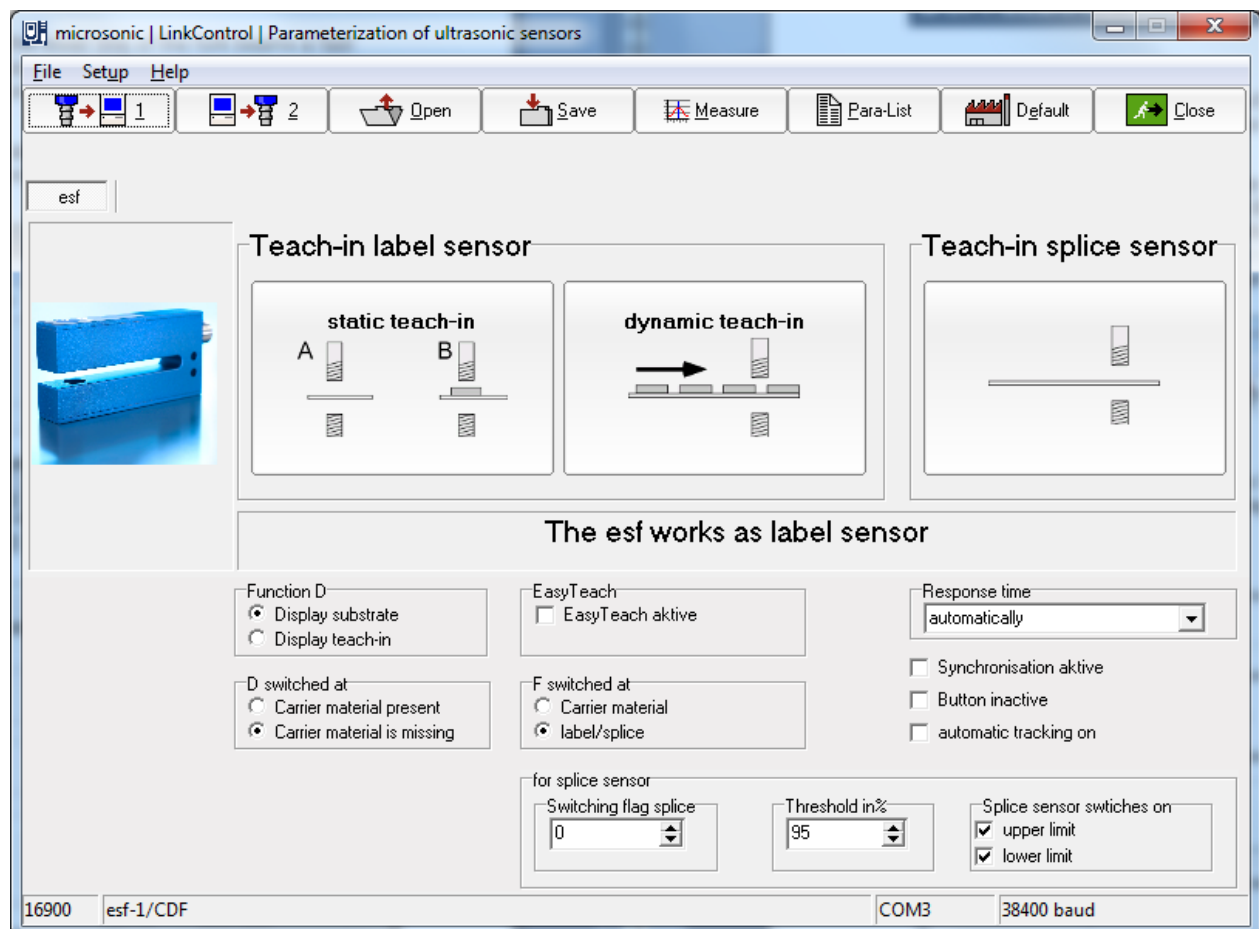 microsonic | LinkControl | Parameterization of ultrasonic sensors
File Setup Help
1 2 Open Save Measure Para-List Default Close
esf
Teach-in label sensor
static teach-in
A B
dynamic teach-in
Teach-in splice sensor
The esf works as label sensor
Function D
Display substrate
Display teach-in
EasyTeach
EasyTeach aktive
Response time
automatically
D switched at
Carrier material present
Carrier material is missing
F switched at
Carrier material
label/splice
Synchronisation aktive
Button inactive
automatic tracking on
for splice sensor
Switching flag splice
0
Threshold in%
95
Splice sensor swtiches on
upper limit
lower limit
16900 esf-1/CDF COM3 38400 baud